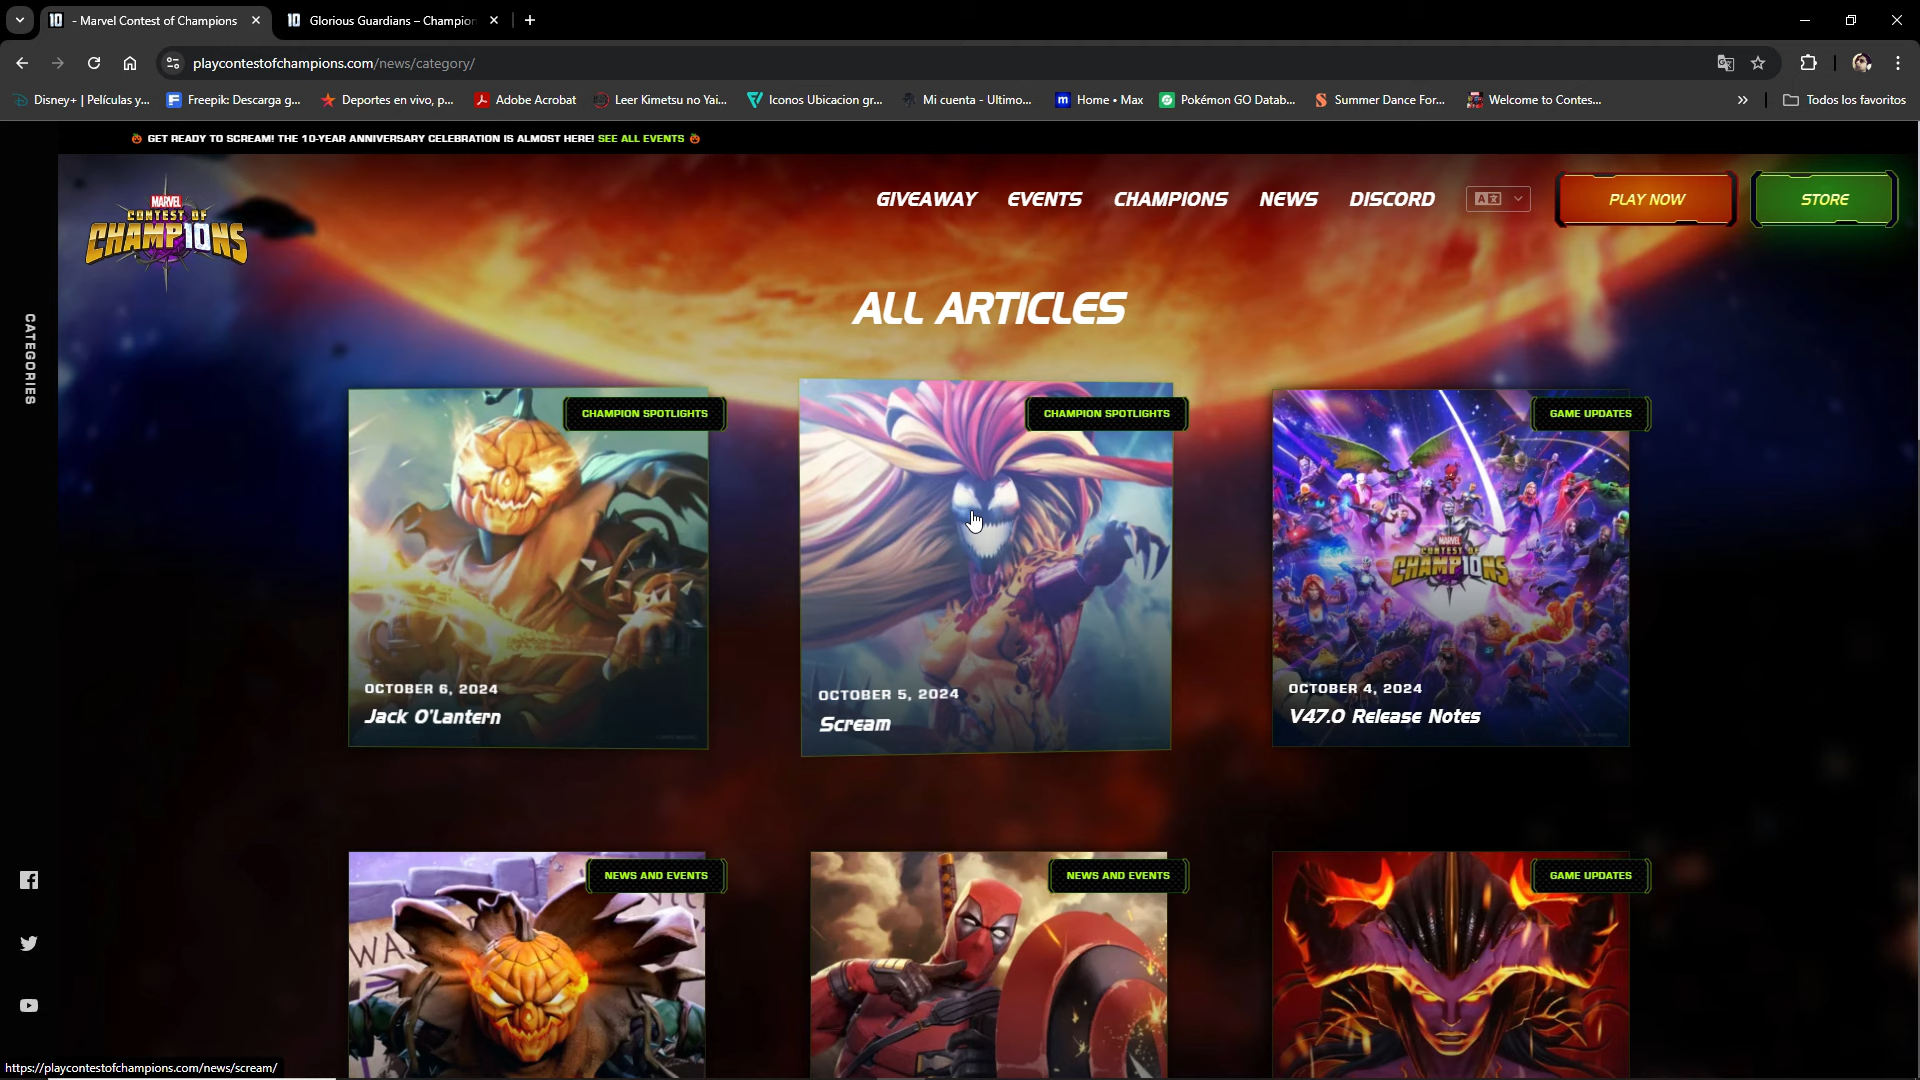 - Marvel Contest of Champions
Glorious Guardians – Champion
playcontestofchampions.com/news/category/
Disney+ | Películas y...
Freepik: Descarga g...
Deportes en vivo, p...
Adobe Acrobat
Leer Kimetsu no Yai...
Iconos Ubicacion gr...
Mi cuenta - Ultimo...
Home • Max
Pokémon GO Datab...
Summer Dance For...
Welcome to Contes...
Todos los favoritos
GET READY TO SCREAM! THE 10-YEAR ANNIVERSARY CELEBRATION IS ALMOST HERE! SEE ALL EVENTS
MARVEL
CONTEST OF
CHAMP10NS
GIVEAWAY
EVENTS
CHAMPIONS
NEWS
DISCORD
PLAY NOW
STORE
CATEGORIES
ALL ARTICLES
CHAMPION SPOTLIGHTS
OCTOBER 6, 2024
Jack O'Lantern
CHAMPION SPOTLIGHTS
OCTOBER 5, 2024
Scream
GAME UPDATES
MARVEL
CONTEST OF
CHAMP10NS
OCTOBER 4, 2024
V47.0 Release Notes
NEWS AND EVENTS
NEWS AND EVENTS
GAME UPDATES
https://playcontestofchampions.com/news/scream/